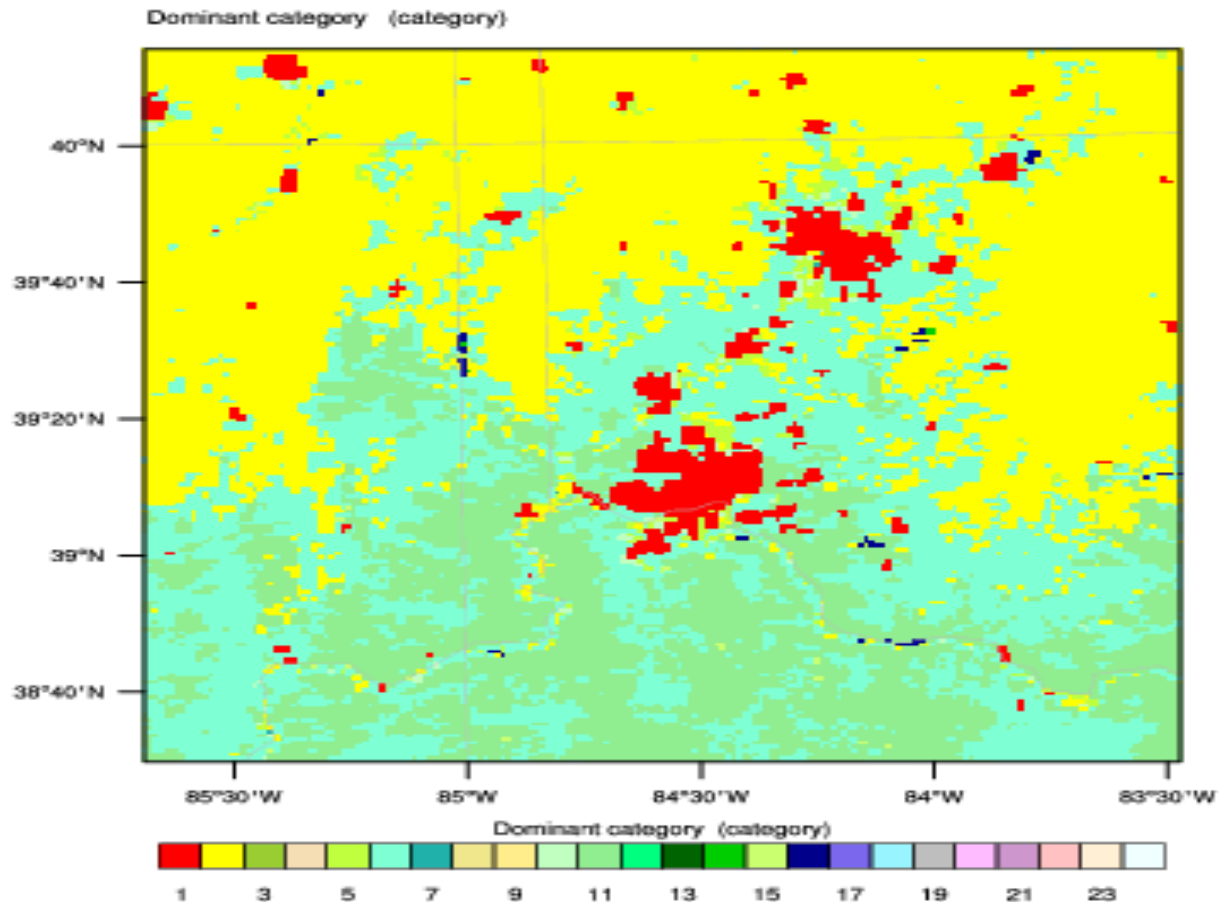 Dominant category (category)
40°N
39°40'N
39°20'N
39°N
38°40'N
85°30'W 85°W 84°30'W 84°W 83°30'W
Dominant category (category)
1 3 5 7 9 11 13 15 17 19 21 23